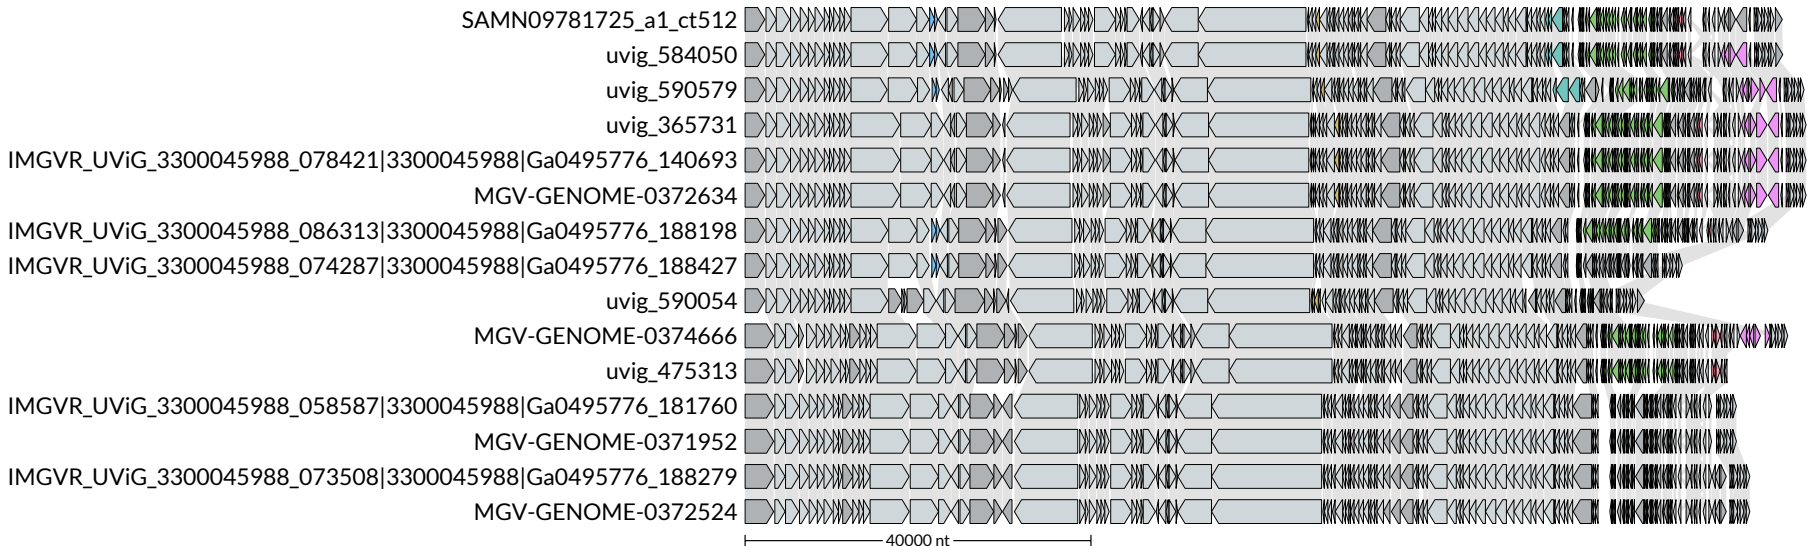 SAMN09781725_a1_ct512
uvig_584050
uvig_590579
uvig_365731
IMGVR_UViG_3300045988_078421|3300045988|Ga0495776_140693
MGV-GENOME-0372634
IMGVR_UViG_3300045988_086313|3300045988|Ga0495776_188198
IMGVR_UViG_3300045988_074287|3300045988|Ga0495776_188427
uvig_590054
MGV-GENOME-0374666
uvig_475313
IMGVR_UViG_3300045988_058587|3300045988|Ga0495776_181760
MGV-GENOME-0371952
IMGVR_UViG_3300045988_073508|3300045988|Ga0495776_188279
MGV-GENOME-0372524
40000 nt